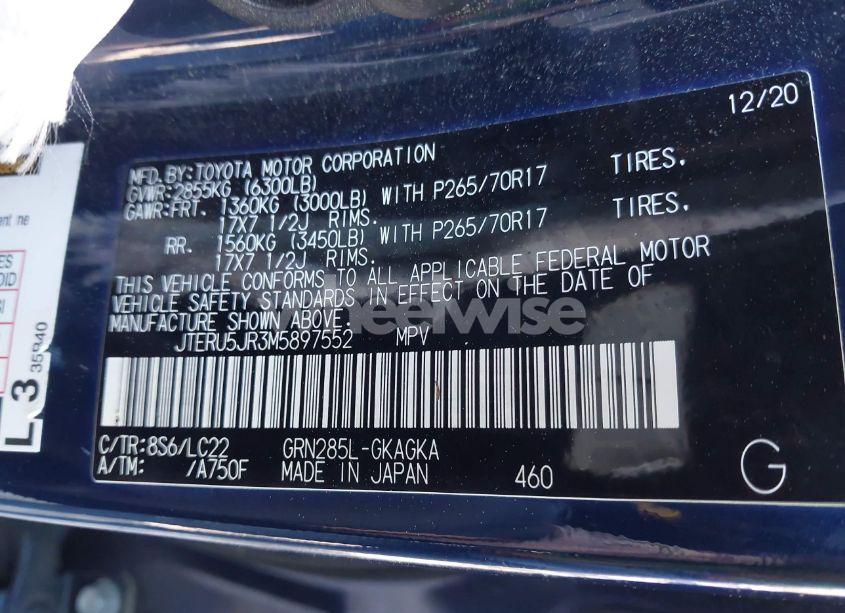 12/20
MFD.BY:TOYOTA MOTOR CORPORATION
GVWR:2855KG (6300LB)
GAWR:FRT. 1360KG (3000LB) WITH P265/70R17 TIRES.
17X7 1/2J RIMS.
RR. 1560KG (3450LB) WITH P265/70R17 TIRES.
17X7 1/2J RIMS.
THIS VEHICLE CONFORMS TO ALL APPLICABLE FEDERAL MOTOR
VEHICLE SAFETY STANDARDS IN EFFECT ON THE DATE OF
MANUFACTURE SHOWN ABOVE.
wheelwise
JTERU5JR3M5897552 MPV
C/TR:8S6/LC22 GRN285L-GKAGKA
A/TM: /A750F MADE IN JAPAN 460 G
35940
3